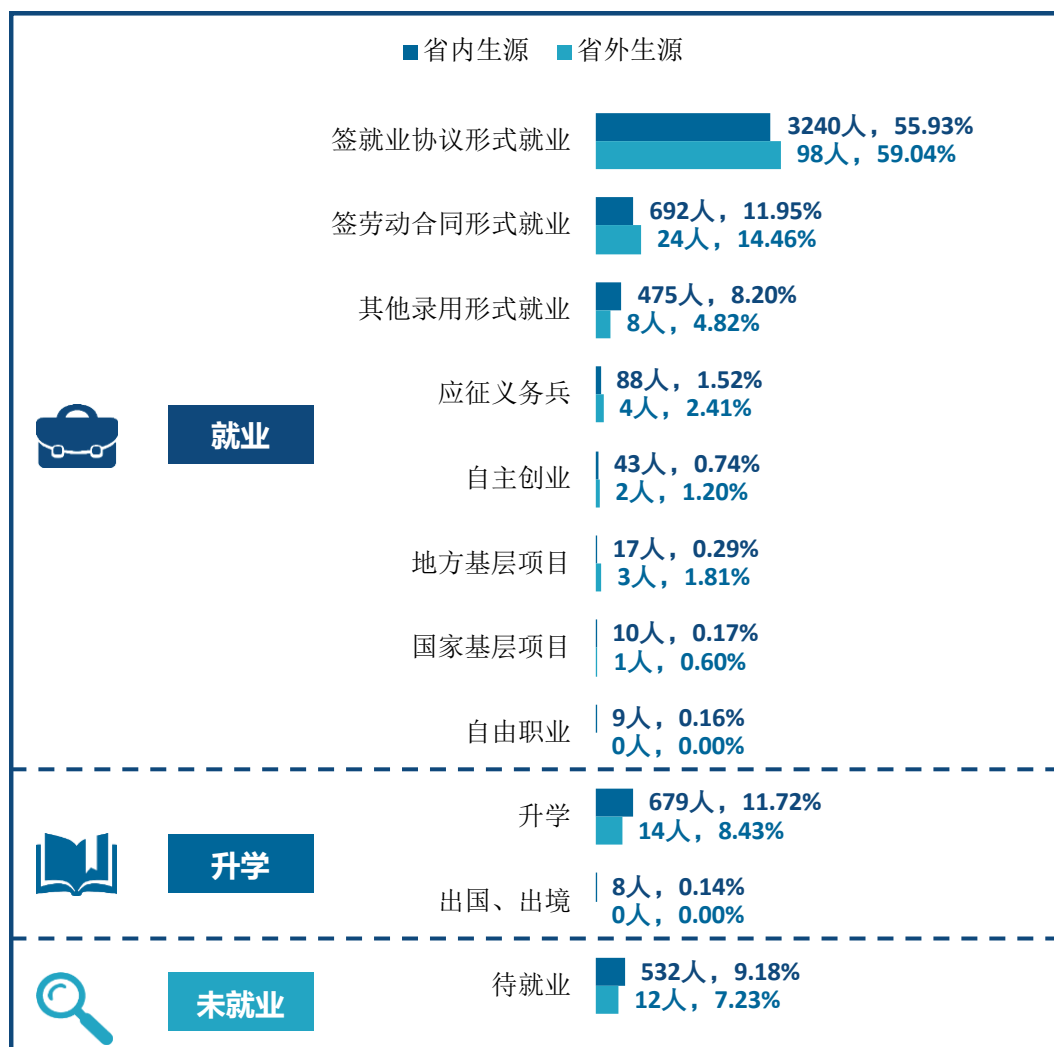 省内生源 省外生源
签就业协议形式就业
3240人，55.93%
98人，59.04%
签劳动合同形式就业
692人，11.95%
24人，14.46%
其他录用形式就业
475人，8.20%
8人，4.82%
应征义务兵
88人，1.52%
4人，2.41%
就业
自主创业
43人，0.74%
2人，1.20%
地方基层项目
17人，0.29%
3人，1.81%
国家基层项目
10人，0.17%
1人，0.60%
自由职业
9人，0.16%
0人，0.00%
升学
679人，11.72%
14人，8.43%
升学
出国、出境
8人，0.14%
0人，0.00%
待就业
532人，9.18%
12人，7.23%
未就业